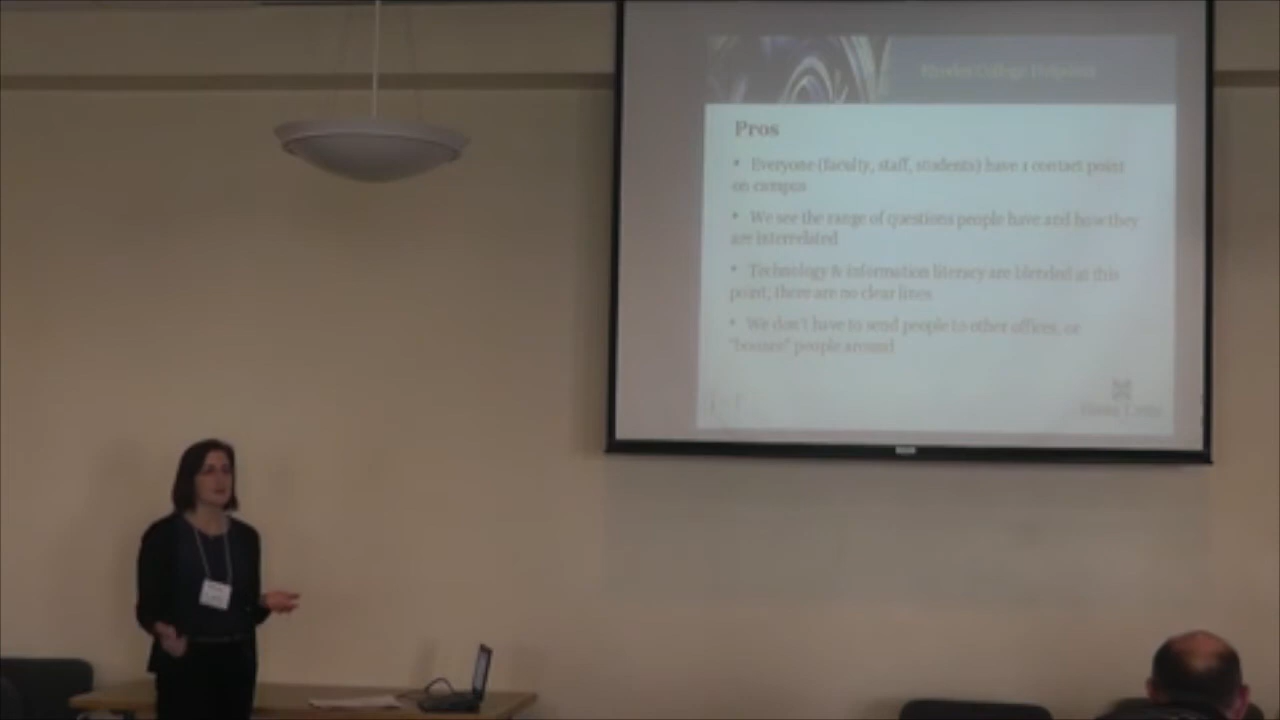 College
Pros
• Everyone (faculty, staff, students) have 1 contact point
on campus
• We see the range of questions people have and how they
are interrelated
• Technology & information literacy are blended at this
point, there are no clear lines
• We don't have to send people to other offices, or
"bounce" people around